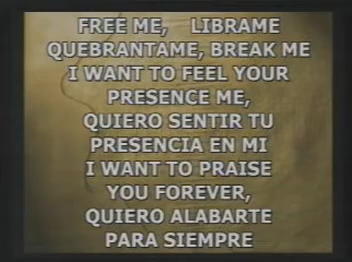 FREE ME, LIBRAME
QUEBRANTAME, BREAK ME
I WANT TO FEEL YOUR
PRESENCE ME,
QUIERO SENTIR TU
PRESENCIA EN MI
I WANT TO PRAISE
YOU FOREVER,
QUIERO ALABARTE
PARA SIEMPRE